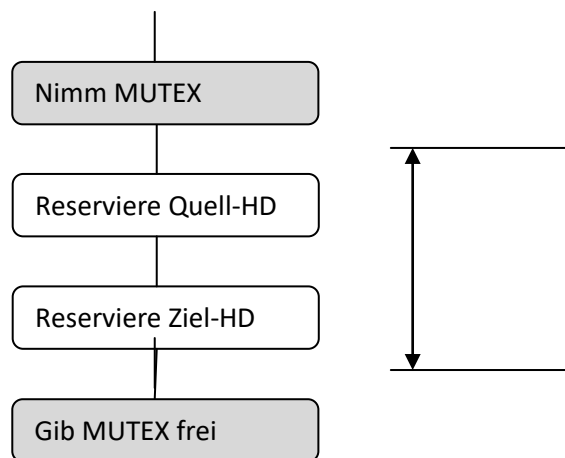 Nimm MUTEX
Reserviere Quell-HD
Reserviere Ziel-HD
Gib MUTEX frei